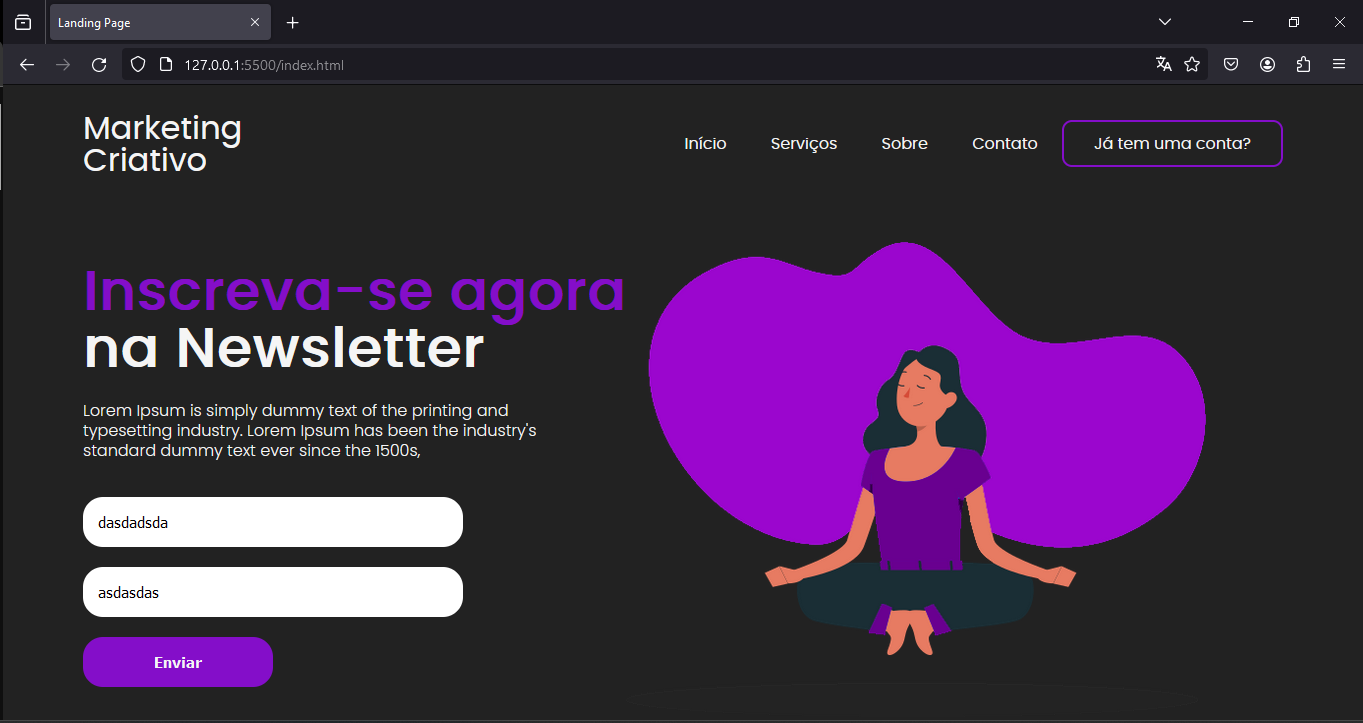 Landing Page
127.0.0.1:5500/index.html
Marketing
Criativo
Início Serviços Sobre Contato Já tem uma conta?
Inscreva-se agora
na Newsletter
Lorem Ipsum is simply dummy text of the printing and
typesetting industry. Lorem Ipsum has been the industry's
standard dummy text ever since the 1500s,
dasdadsda
asdasdas
Enviar